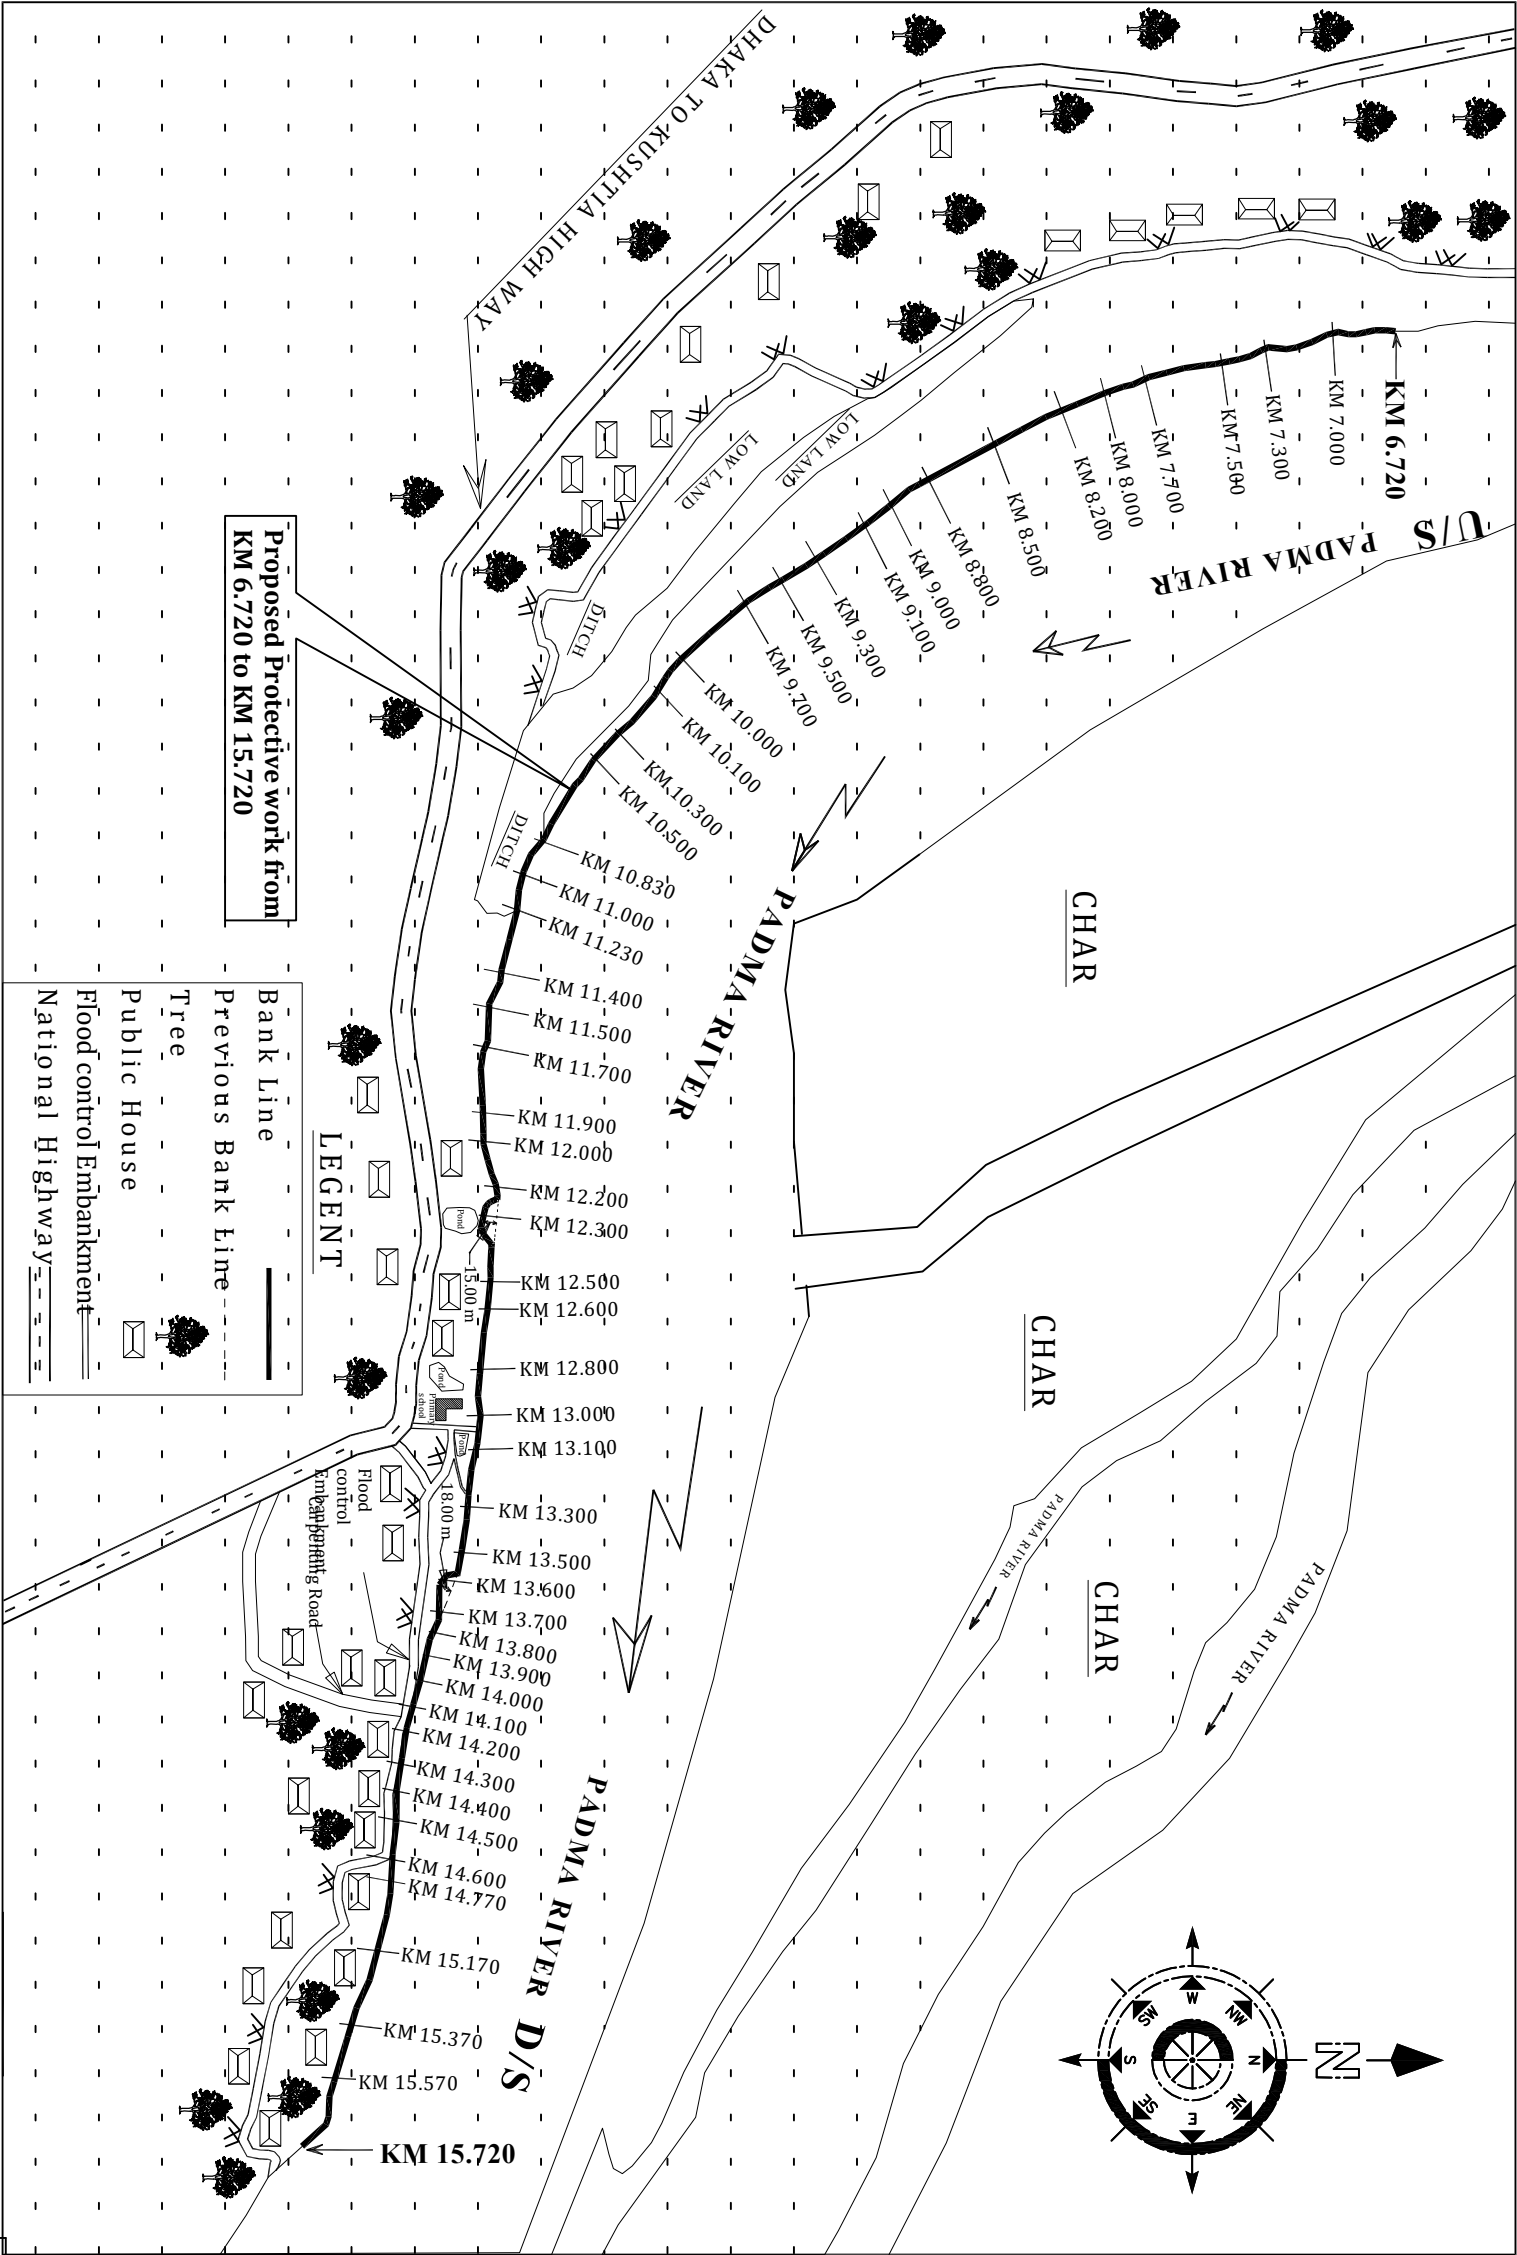 DHAKA TO KUSHTIA HIGH WAY
U/S PADMA RIVER
KM 6.720
KM 7.000
KM 7.300
KM 7.500
KM 7.700
KM 8.000
KM 8.200
KM 8.500
KM 8.800
KM 9.000
KM 9.100
KM 9.300
KM 9.500
KM 9.700
KM 10.000
KM 10.100
KM 10.300
KM 10.500
KM 10.830
KM 11.000
KM 11.230
KM 11.400
KM 11.500
KM 11.700
KM 11.900
KM 12.000
KM 12.200
KM 12.300
KM 12.500
KM 12.600
KM 12.800
KM 13.000
KM 13.100
KM 13.300
KM 13.500
KM 13.600
KM 13.700
KM 13.800
KM 13.900
KM 14.000
KM 14.100
KM 14.200
KM 14.300
KM 14.400
KM 14.500
KM 14.600
KM 14.770
KM 15.170
KM 15.370
KM 15.570
KM 15.720
LOW LAND
LOW LAND
DITCH
DITCH
Proposed Protective work from
KM 6.720 to KM 15.720
PADMA RIVER
PADMA RIVER D/S
CHAR
CHAR
CHAR
PADMA RIVER
PADMA RIVER
Pond
15.00 m
Pond
Primary
school
Pond
18.00 m
Flood
control
Embankment
Carpenting Road
LEGENT
Bank Line
Previous Bank Line
Tree
Public House
Flood control Embankment
National Highway
N
N
NE
E
SE
S
SW
W
NW